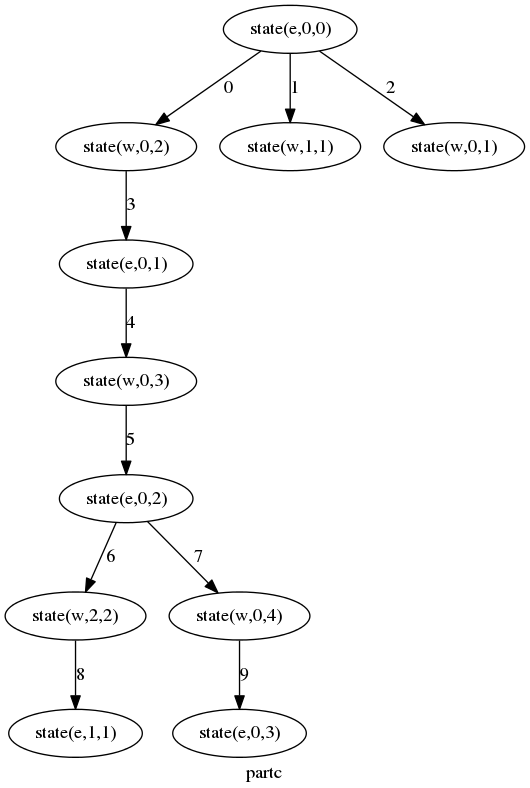 state(e,0,0)
0
1
2
state(w,0,2)
state(w,1,1)
state(w,0,1)
3
state(e,0,1)
4
state(w,0,3)
5
state(e,0,2)
6
7
state(w,2,2)
state(w,0,4)
8
9
state(e,1,1)
state(e,0,3)
partc